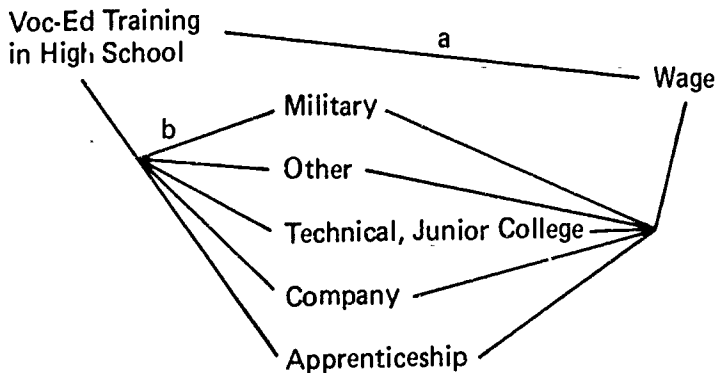 Voc-Ed Training
in High School
a
Wage
b
Military
Other
Technical, Junior College
Company
Apprenticeship